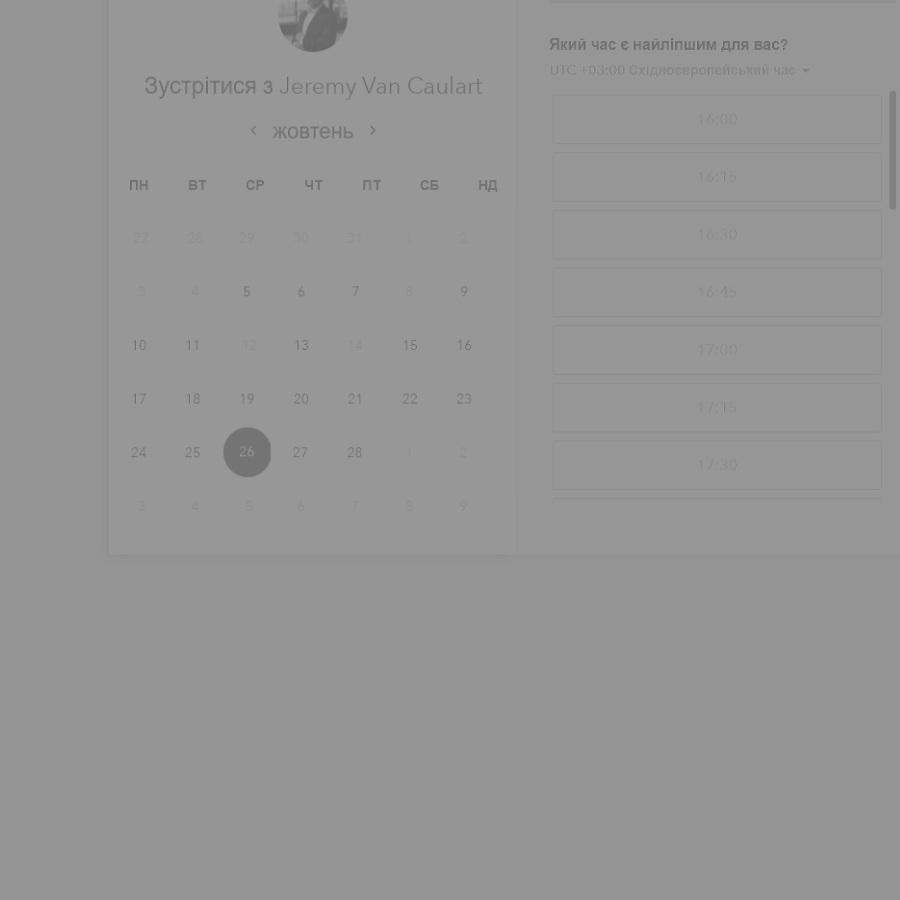 Зустрітися з Jeremy Van Caulart
жовтень
ПН ВТ СР ЧТ ПТ СБ НД
27 28 29 30 31 1 2
3 4 5 6 7 8 9
10 11 12 13 14 15 16
17 18 19 20 21 22 23
24 25 26 27 28 1 2
3 4 5 6 7 8 9
Який час є найліпшим для вас?
UTC +03:00 Східноєвропейський час
16:00
16:15
16:30
16:45
17:00
17:15
17:30